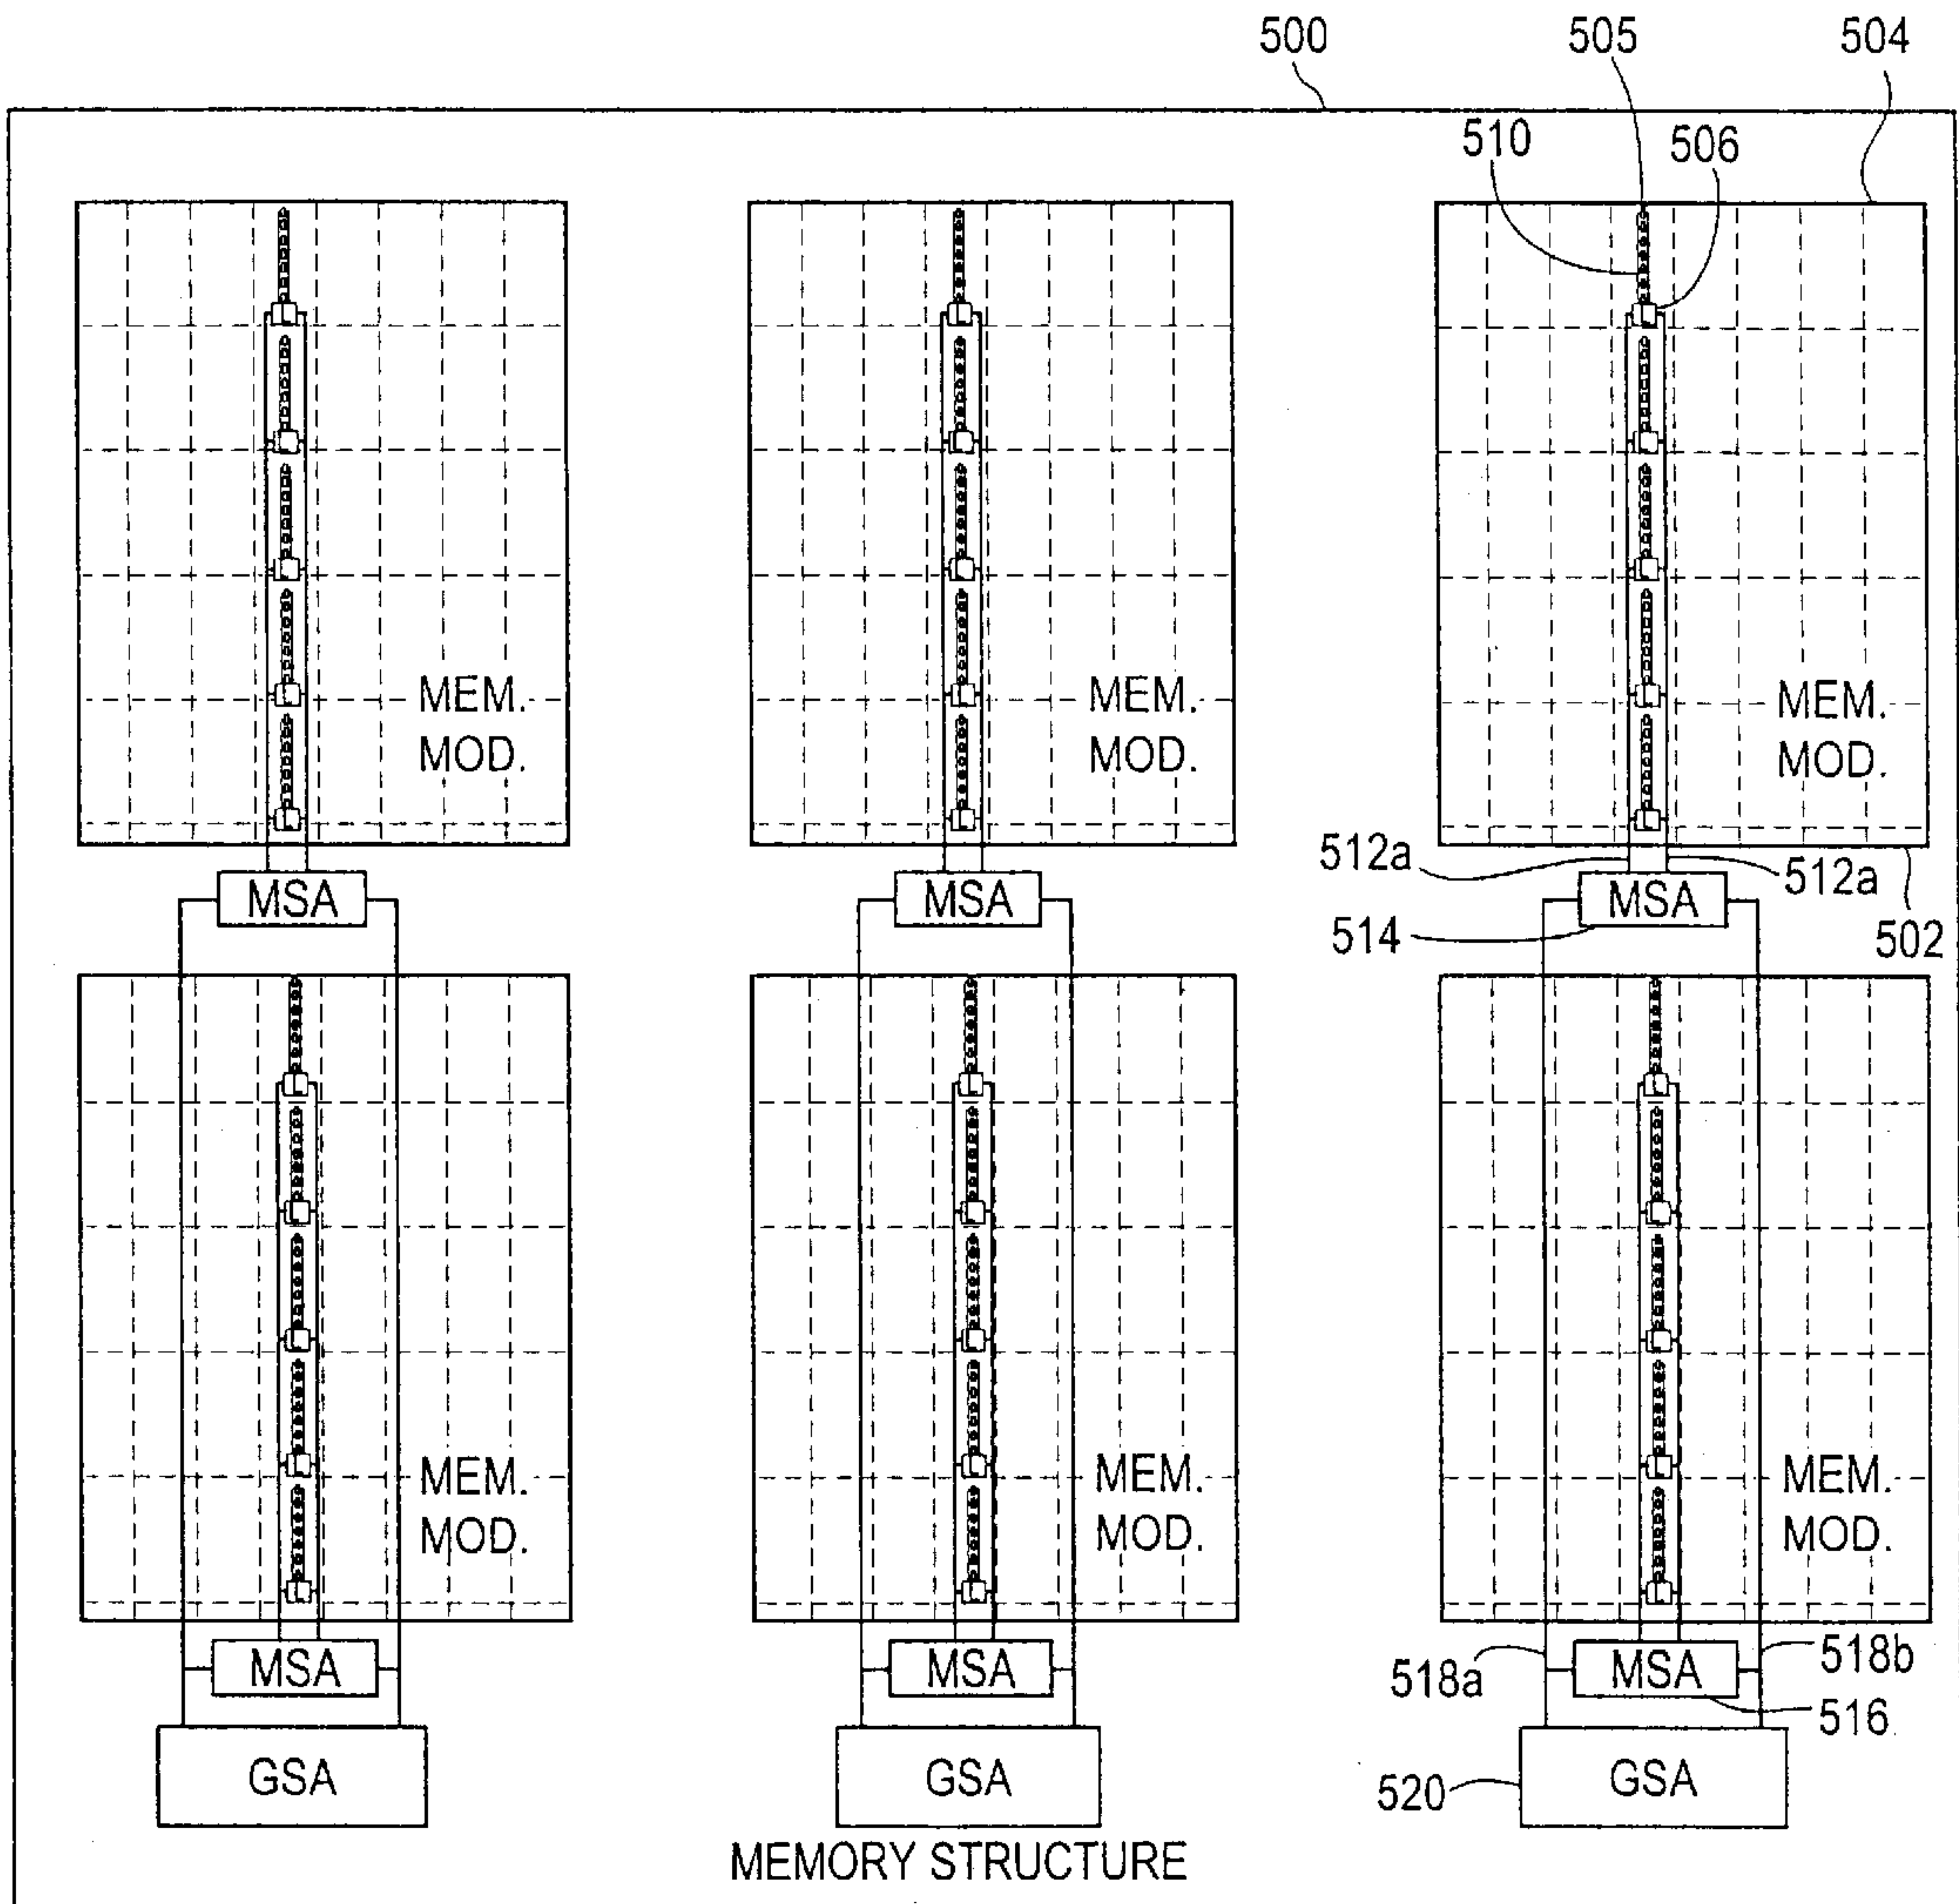 500
505
504
510
506
MEM.
MOD.
MEM.
MOD.
MEM.
MOD.
512a
512a
MSA
MSA
MSA
514
502
MEM.
MOD.
MEM.
MOD.
MEM.
MOD.
MSA
MSA
518a
MSA
518b
516
GSA
GSA
520
GSA
MEMORY STRUCTURE